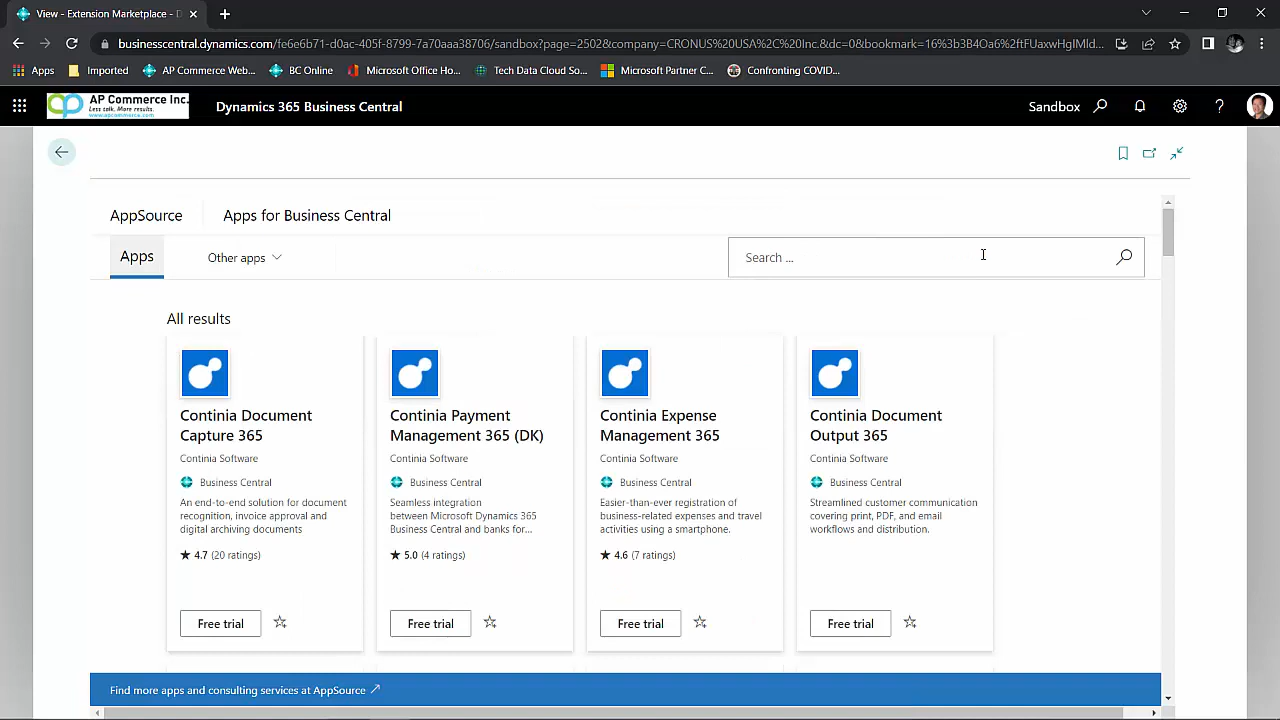 View - Extension Marketplace - D
businesscentral.dynamics.com/fe6e6b71-d0ac-405f-8799-7a70aaa38706/sandbox?page=2502&company=CRONUS%20USA%2C%20Inc.&dc=0&bookmark=16%3b%3B4Oa6%2ftFUaxwHgIMld...
Apps
Imported
AP Commerce Web...
BC Online
Microsoft Office Ho...
Tech Data Cloud So...
Microsoft Partner C...
Confronting COVID...
AP Commerce Inc.
Less talk. More results.
www.apcommerce.com
Dynamics 365 Business Central
Sandbox
AppSource
Apps for Business Central
Apps
Other apps
Search ...
All results
Continia Document
Capture 365
Continia Software
Business Central
An end-to-end solution for document
recognition, invoice approval and
digital archiving documents
★ 4.7 (20 ratings)
Free trial
Continia Payment
Management 365 (DK)
Continia Software
Business Central
Seamless integration
between Microsoft Dynamics 365
Business Central and banks for...
★ 5.0 (4 ratings)
Free trial
Continia Expense
Management 365
Continia Software
Business Central
Easier-than-ever registration of
business-related expenses and travel
activities using a smartphone.
★ 4.6 (7 ratings)
Free trial
Continia Document
Output 365
Continia Software
Business Central
Streamlined customer communication
covering print, PDF, and email
workflows and distribution.
Free trial
Find more apps and consulting services at AppSource